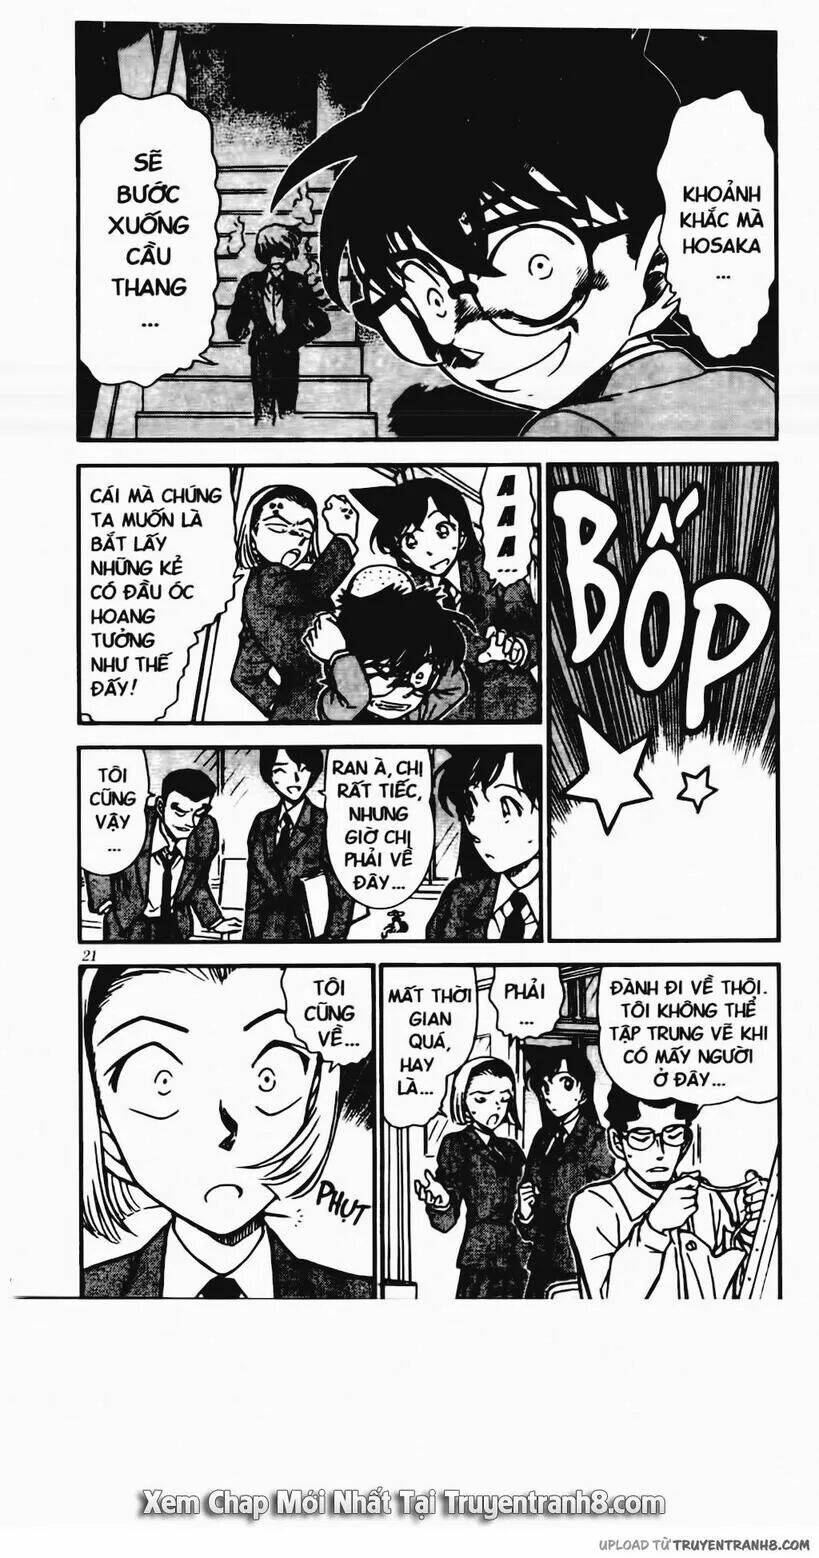 KHOẢNH
KHẮC MÀ
HOSAKA
...
SẼ
BƯỚC
XUỐNG
CẦU
THANG
...
BỐP
A
A
A
...
CÁI MÀ CHÚNG
TA MUỐN LÀ
BẮT LẤY
NHỮNG KẺ
CÓ ĐẦU ÓC
HOANG
TƯỞNG
NHƯ THẾ
ĐẤY!
RAN À, CHỊ
RẤT TIẾC,
NHƯNG
GIỜ CHỊ
PHẢI VỀ
ĐÂY...
TÔI
CŨNG
VẬY
...
21
ĐÀNH ĐI VỀ THÔI.
TÔI KHÔNG THỂ
TẬP TRUNG VẼ KHI
CÓ MẤY NGƯỜI
Ở ĐÂY...
PHẢI
...
MẤT THỜI
GIAN
QUÁ,
HAY
LÀ...
TÔI
CŨNG
VỀ...
PHỤT
Xem Chap Mới Nhất Tại Truyentranh8.com
UPLOAD TỪ TRUYENTRANH8.COM